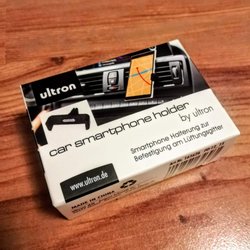 ultron
car smartphone holder
by ultron
Smartphone Halterung zur
Befestigung am Lüftungsgitter
www.ultron.de
MADE IN CHINA